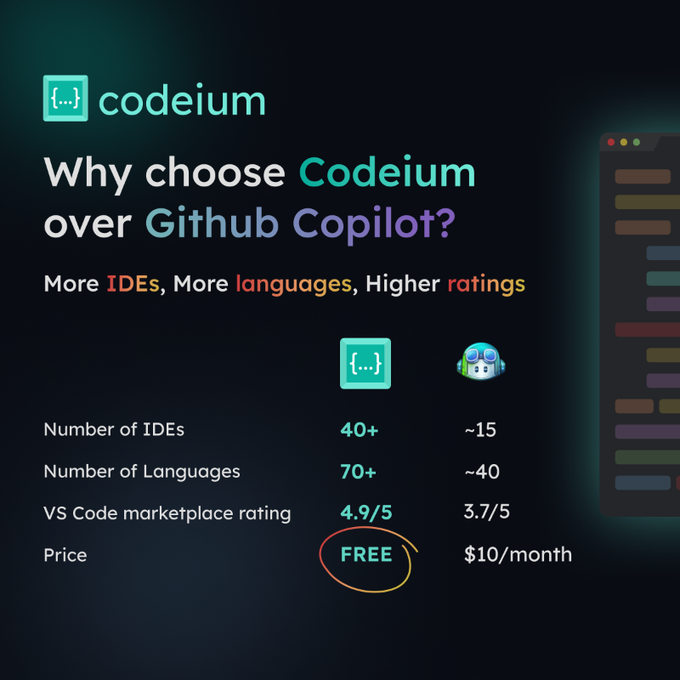 {...} codeium
Why choose Codeium
over Github Copilot?
More IDEs, More languages, Higher ratings
{...}
Number of IDEs 40+ ~15
Number of Languages 70+ ~40
VS Code marketplace rating 4.9/5 3.7/5
Price FREE $10/month